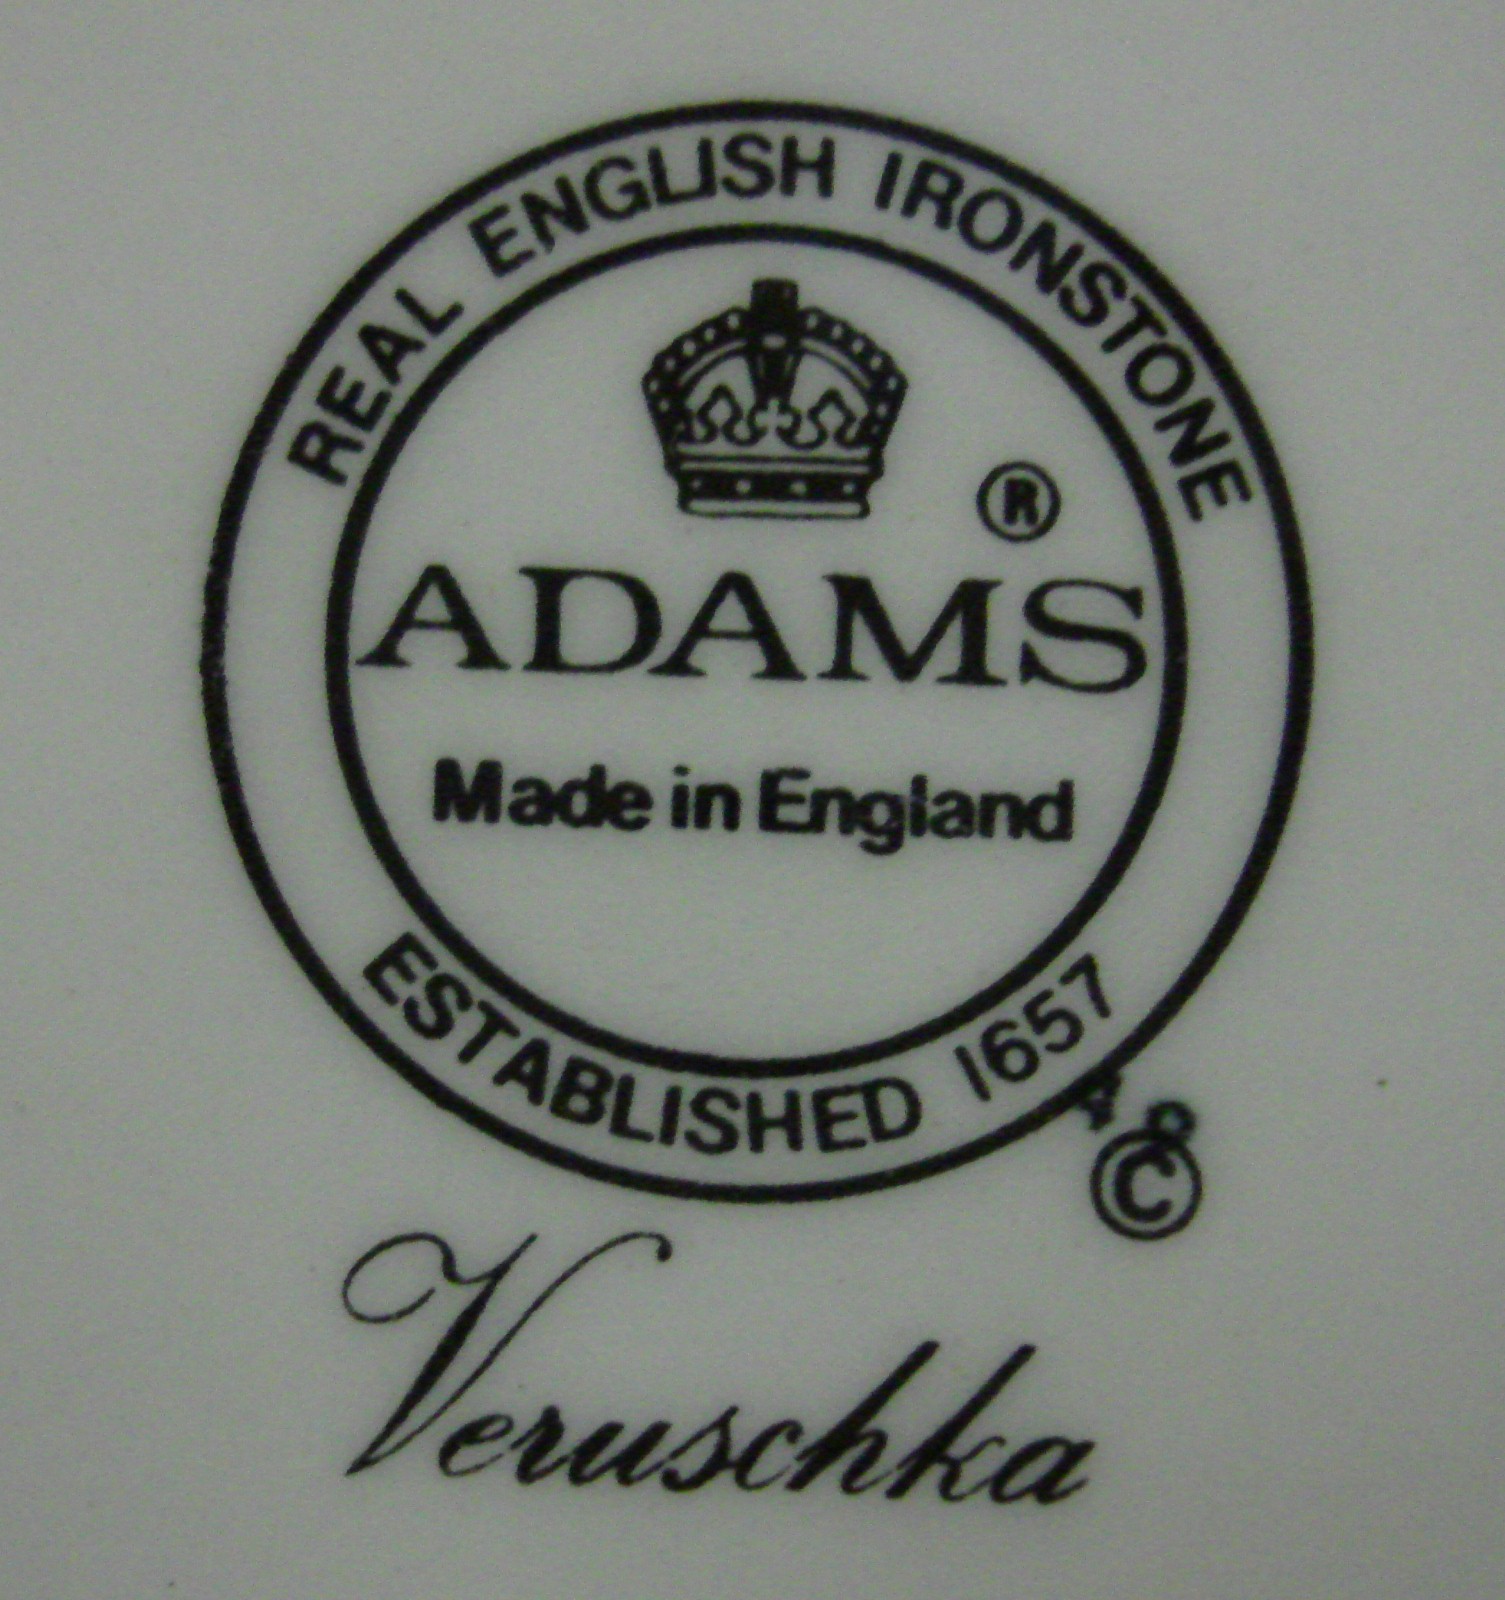 REAL ENGLISH IRONSTONE
®
ADAMS
Made in England
ESTABLISHED 1657
©
Veruschka